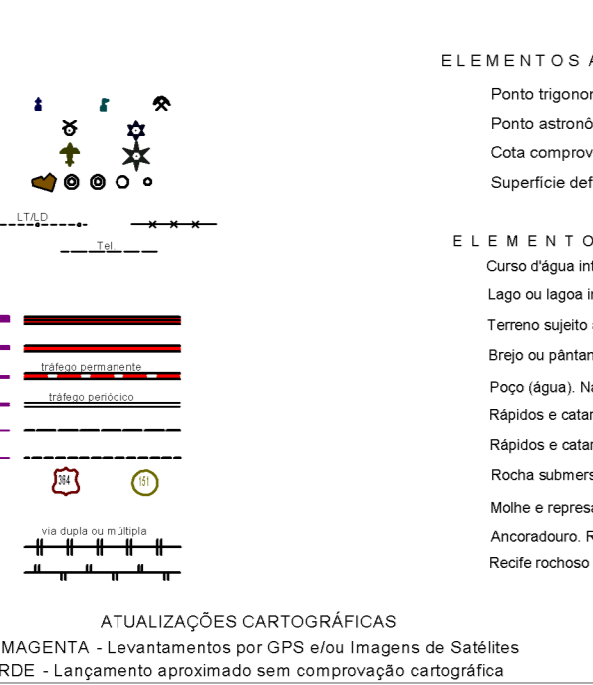 LT/LD
Tel.
tráfego permanente
tráfego periócico
364
151
via dupla ou múltipla
ATUALIZAÇÕES CARTOGRÁFICAS
MAGENTA - Levantamentos por GPS e/ou Imagens de Satélites
RDE - Lançamento aproximado sem comprovação cartográfica
ELEMENTOS A
Ponto trigonor
Ponto astronô
Cota comprov
Superfície def
ELEMENTO
Curso d'água int
Lago ou lagoa i
Terreno sujeito
Brejo ou pântan
Poço (água). Na
Rápidos e catar
Rápidos e catar
Rocha submers
Molhe e represa
Ancoradouro. R
Recife rochoso